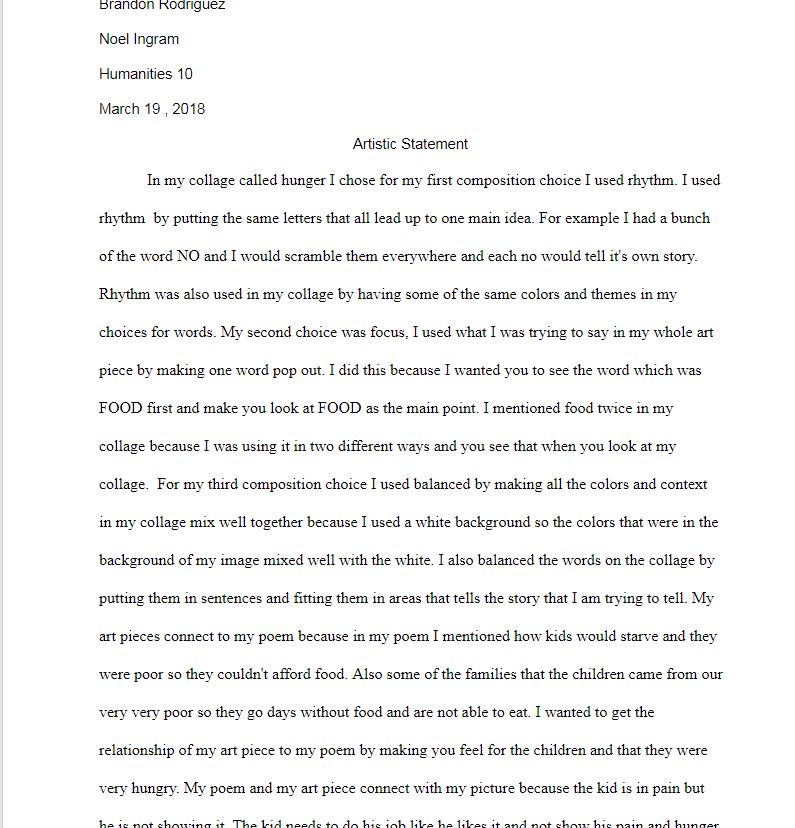 Brandon Rodriguez
Noel Ingram
Humanities 10
March 19 , 2018
Artistic Statement
In my collage called hunger I chose for my first composition choice I used rhythm. I used
rhythm  by putting the same letters that all lead up to one main idea. For example I had a bunch
of the word NO and I would scramble them everywhere and each no would tell it's own story.
Rhythm was also used in my collage by having some of the same colors and themes in my
choices for words. My second choice was focus, I used what I was trying to say in my whole art
piece by making one word pop out. I did this because I wanted you to see the word which was
FOOD first and make you look at FOOD as the main point. I mentioned food twice in my
collage because I was using it in two different ways and you see that when you look at my
collage.  For my third composition choice I used balanced by making all the colors and context
in my collage mix well together because I used a white background so the colors that were in the
background of my image mixed well with the white. I also balanced the words on the collage by
putting them in sentences and fitting them in areas that tells the story that I am trying to tell. My
art pieces connect to my poem because in my poem I mentioned how kids would starve and they
were poor so they couldn't afford food. Also some of the families that the children came from our
very very poor so they go days without food and are not able to eat. I wanted to get the
relationship of my art piece to my poem by making you feel for the children and that they were
very hungry. My poem and my art piece connect with my picture because the kid is in pain but
he is not showing it. The kid needs to do his job like he likes it and not show his pain and hunger